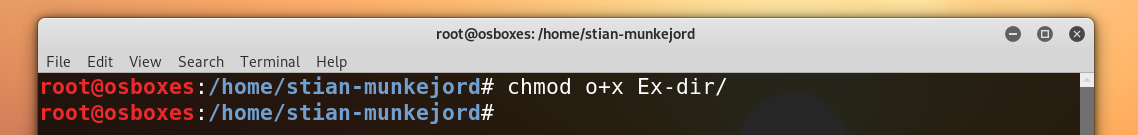 root@osboxes: /home/stian-munkejord
File Edit View Search Terminal Help
root@osboxes:/home/stian-munkejord# chmod o+x Ex-dir/
root@osboxes:/home/stian-munkejord#